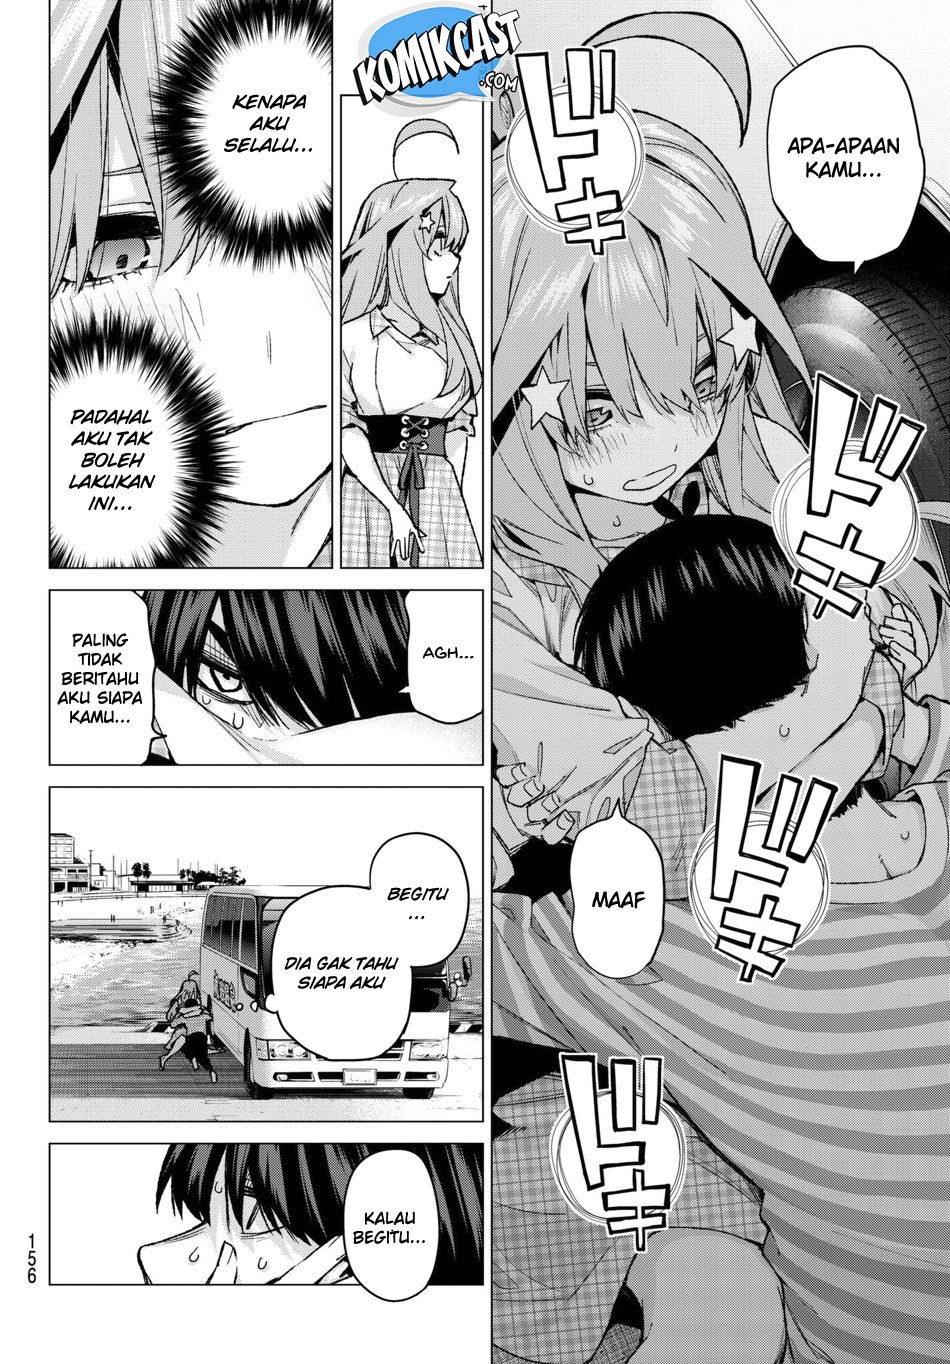 KOMIKCAST
.COM
APA-APAAN
KAMU...
ドキ
ドキ
ドキ
ドキ
MAAF
KENAPA
AKU
SELALU...
PADAHAL
AKU TAK
BOLEH
LAKUKAN
INI...
AGH...
PALING
TIDAK
BERITAHU
AKU SIAPA
KAMU...
BEGITU
...
DIA GAK TAHU
SIAPA AKU
KALAU
BEGITU...
156